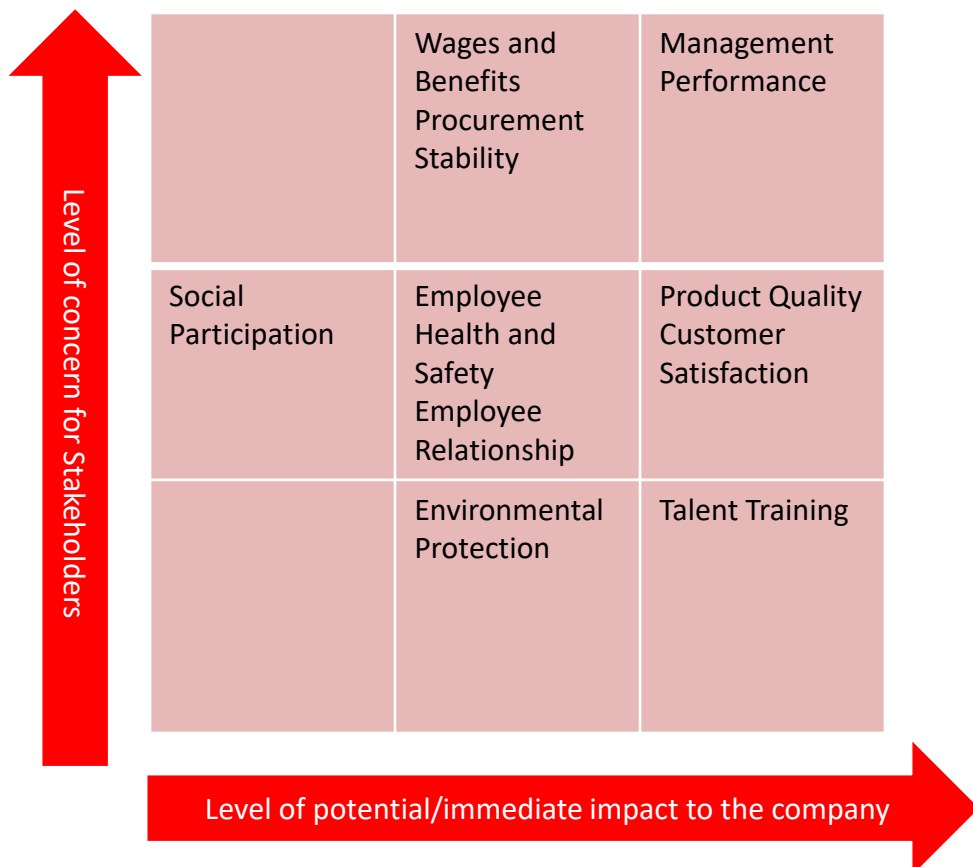 Level of concern for Stakeholders
Wages and
Benefits
Procurement
Stability
Management
Performance
Social
Participation
Employee
Health and
Safety
Employee
Relationship
Product Quality
Customer
Satisfaction
Environmental
Protection
Talent Training
Level of potential/immediate impact to the company